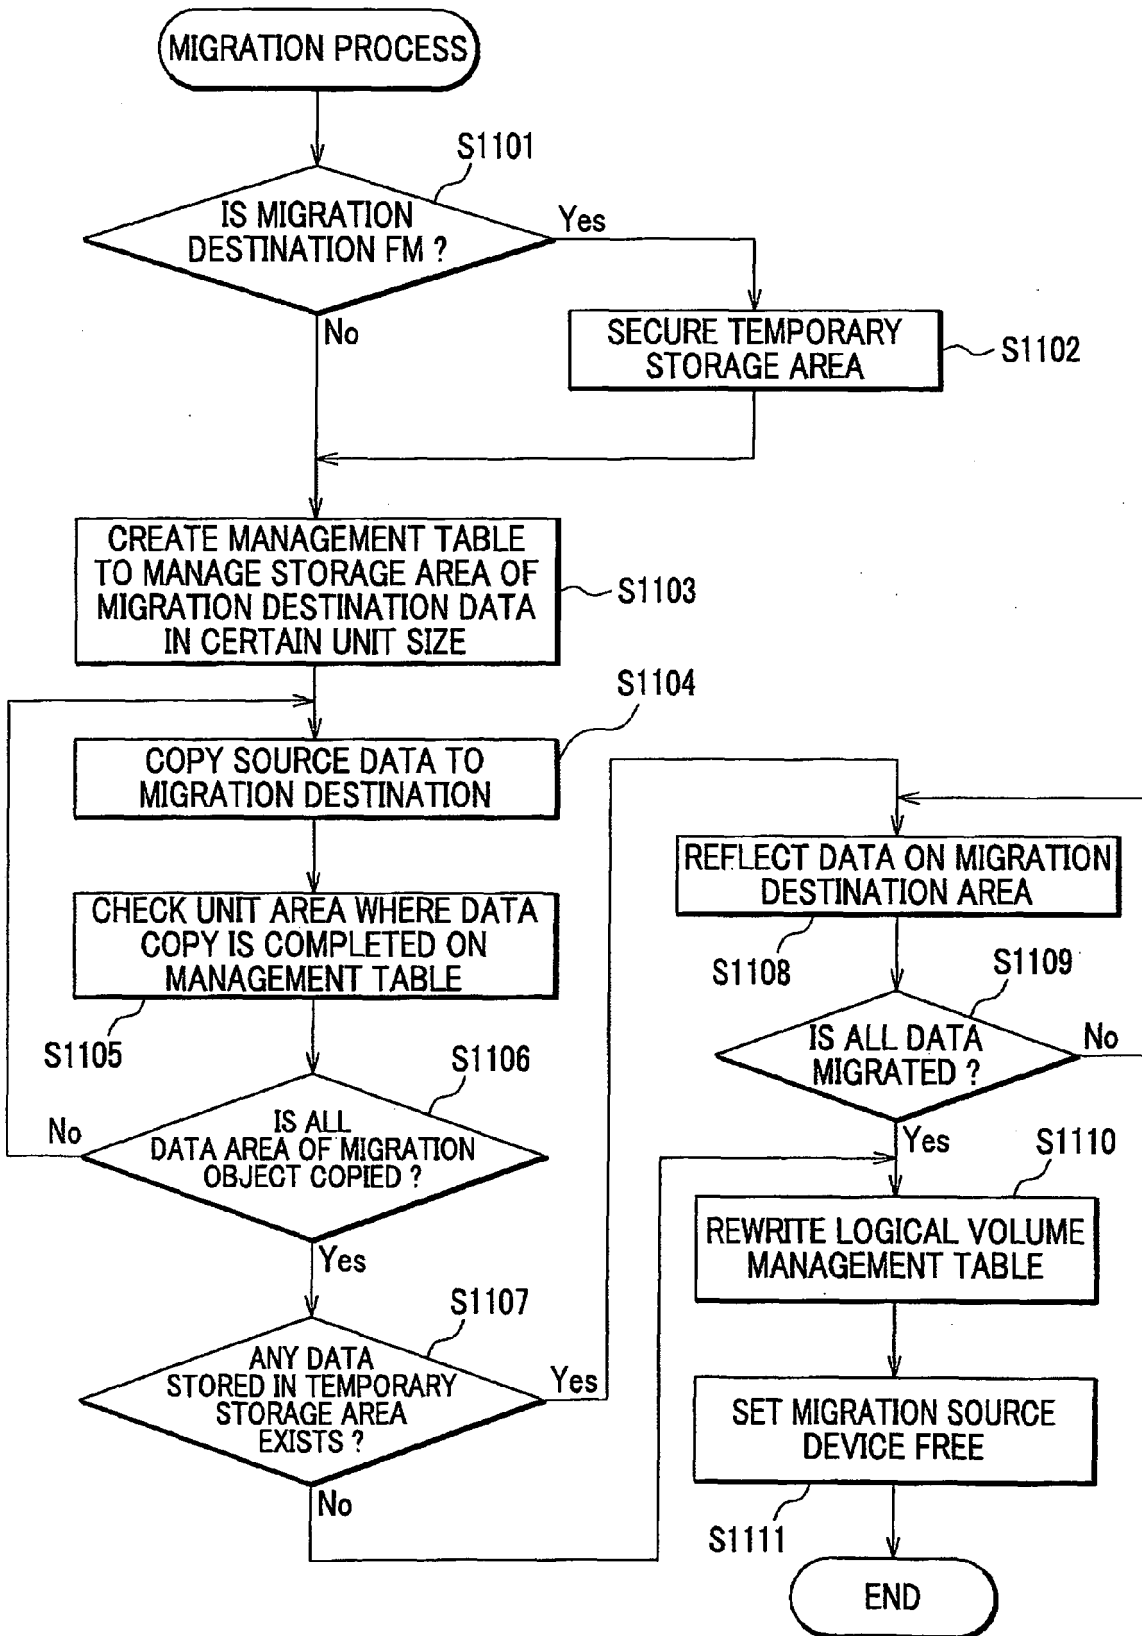 MIGRATION PROCESS
S1101
IS MIGRATION
DESTINATION FM ?
Yes
No
SECURE TEMPORARY
STORAGE AREA
S1102
CREATE MANAGEMENT TABLE
TO MANAGE STORAGE AREA OF
MIGRATION DESTINATION DATA
IN CERTAIN UNIT SIZE
S1103
S1104
COPY SOURCE DATA TO
MIGRATION DESTINATION
CHECK UNIT AREA WHERE DATA
COPY IS COMPLETED ON
MANAGEMENT TABLE
S1105
S1106
IS ALL
DATA AREA OF MIGRATION
OBJECT COPIED ?
No
Yes
S1107
ANY DATA
STORED IN TEMPORARY
STORAGE AREA
EXISTS ?
Yes
No
REFLECT DATA ON MIGRATION
DESTINATION AREA
S1108
S1109
IS ALL DATA
MIGRATED ?
No
Yes
S1110
REWRITE LOGICAL VOLUME
MANAGEMENT TABLE
SET MIGRATION SOURCE
DEVICE FREE
S1111
END